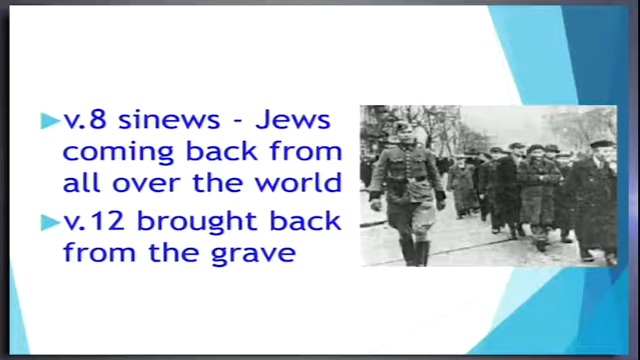 v.8 sinews - Jews
coming back from
all over the world
v.12 brought back
from the grave